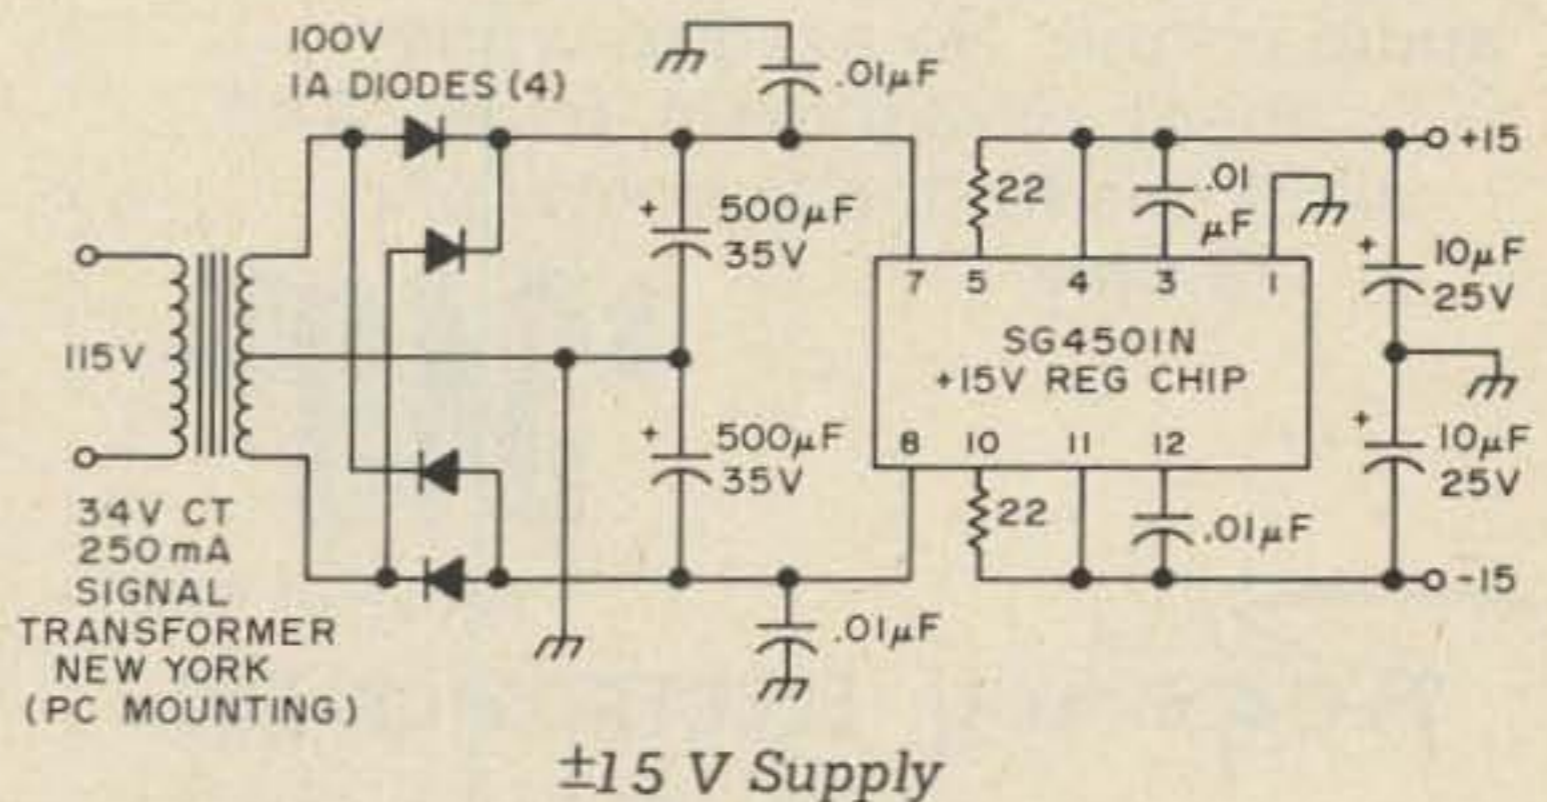 100V
1A DIODES (4)
.01µF
+15
22
.01
µF
+
500µF
35V
+
10µF
25V
7
5
4
3
1
115V
SG4501N
+15V REG CHIP
+
500µF
35V
+
10µF
25V
8
10
11
12
22
.01µF
34V CT
250mA
SIGNAL
TRANSFORMER
NEW YORK
(PC MOUNTING)
-15
.01µF
±15 V Supply